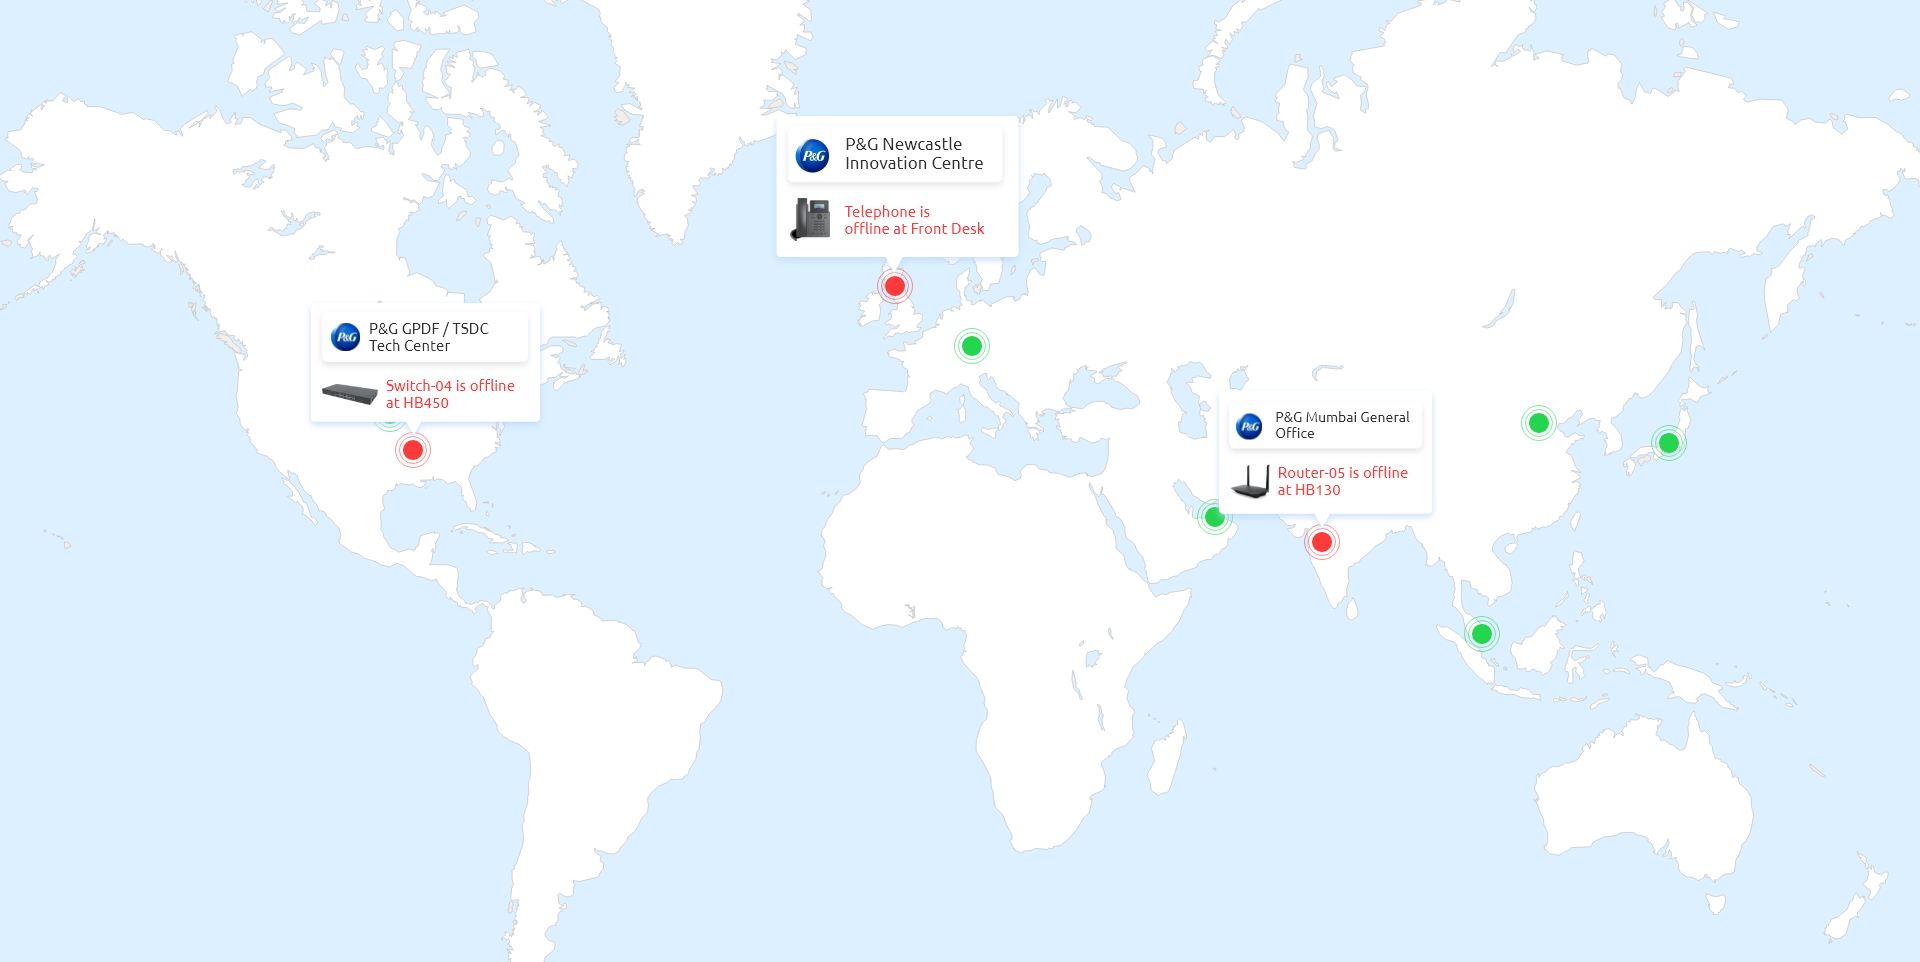 P&G
P&G Newcastle
Innovation Centre
Telephone is
offline at Front Desk
P&G
P&G GPDF / TSDC
Tech Center
Switch-04 is offline
at HB450
P&G
P&G Mumbai General
Office
Router-05 is offline
at HB130